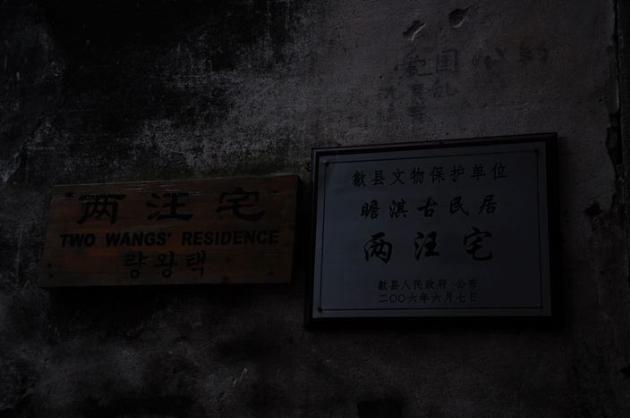 两汪宅
TWO WANGS' RESIDENCE
량왕택
歙县文物保护单位
瞻淇古民居
两汪宅
歙县人民政府 公布
二〇〇六年六月七日